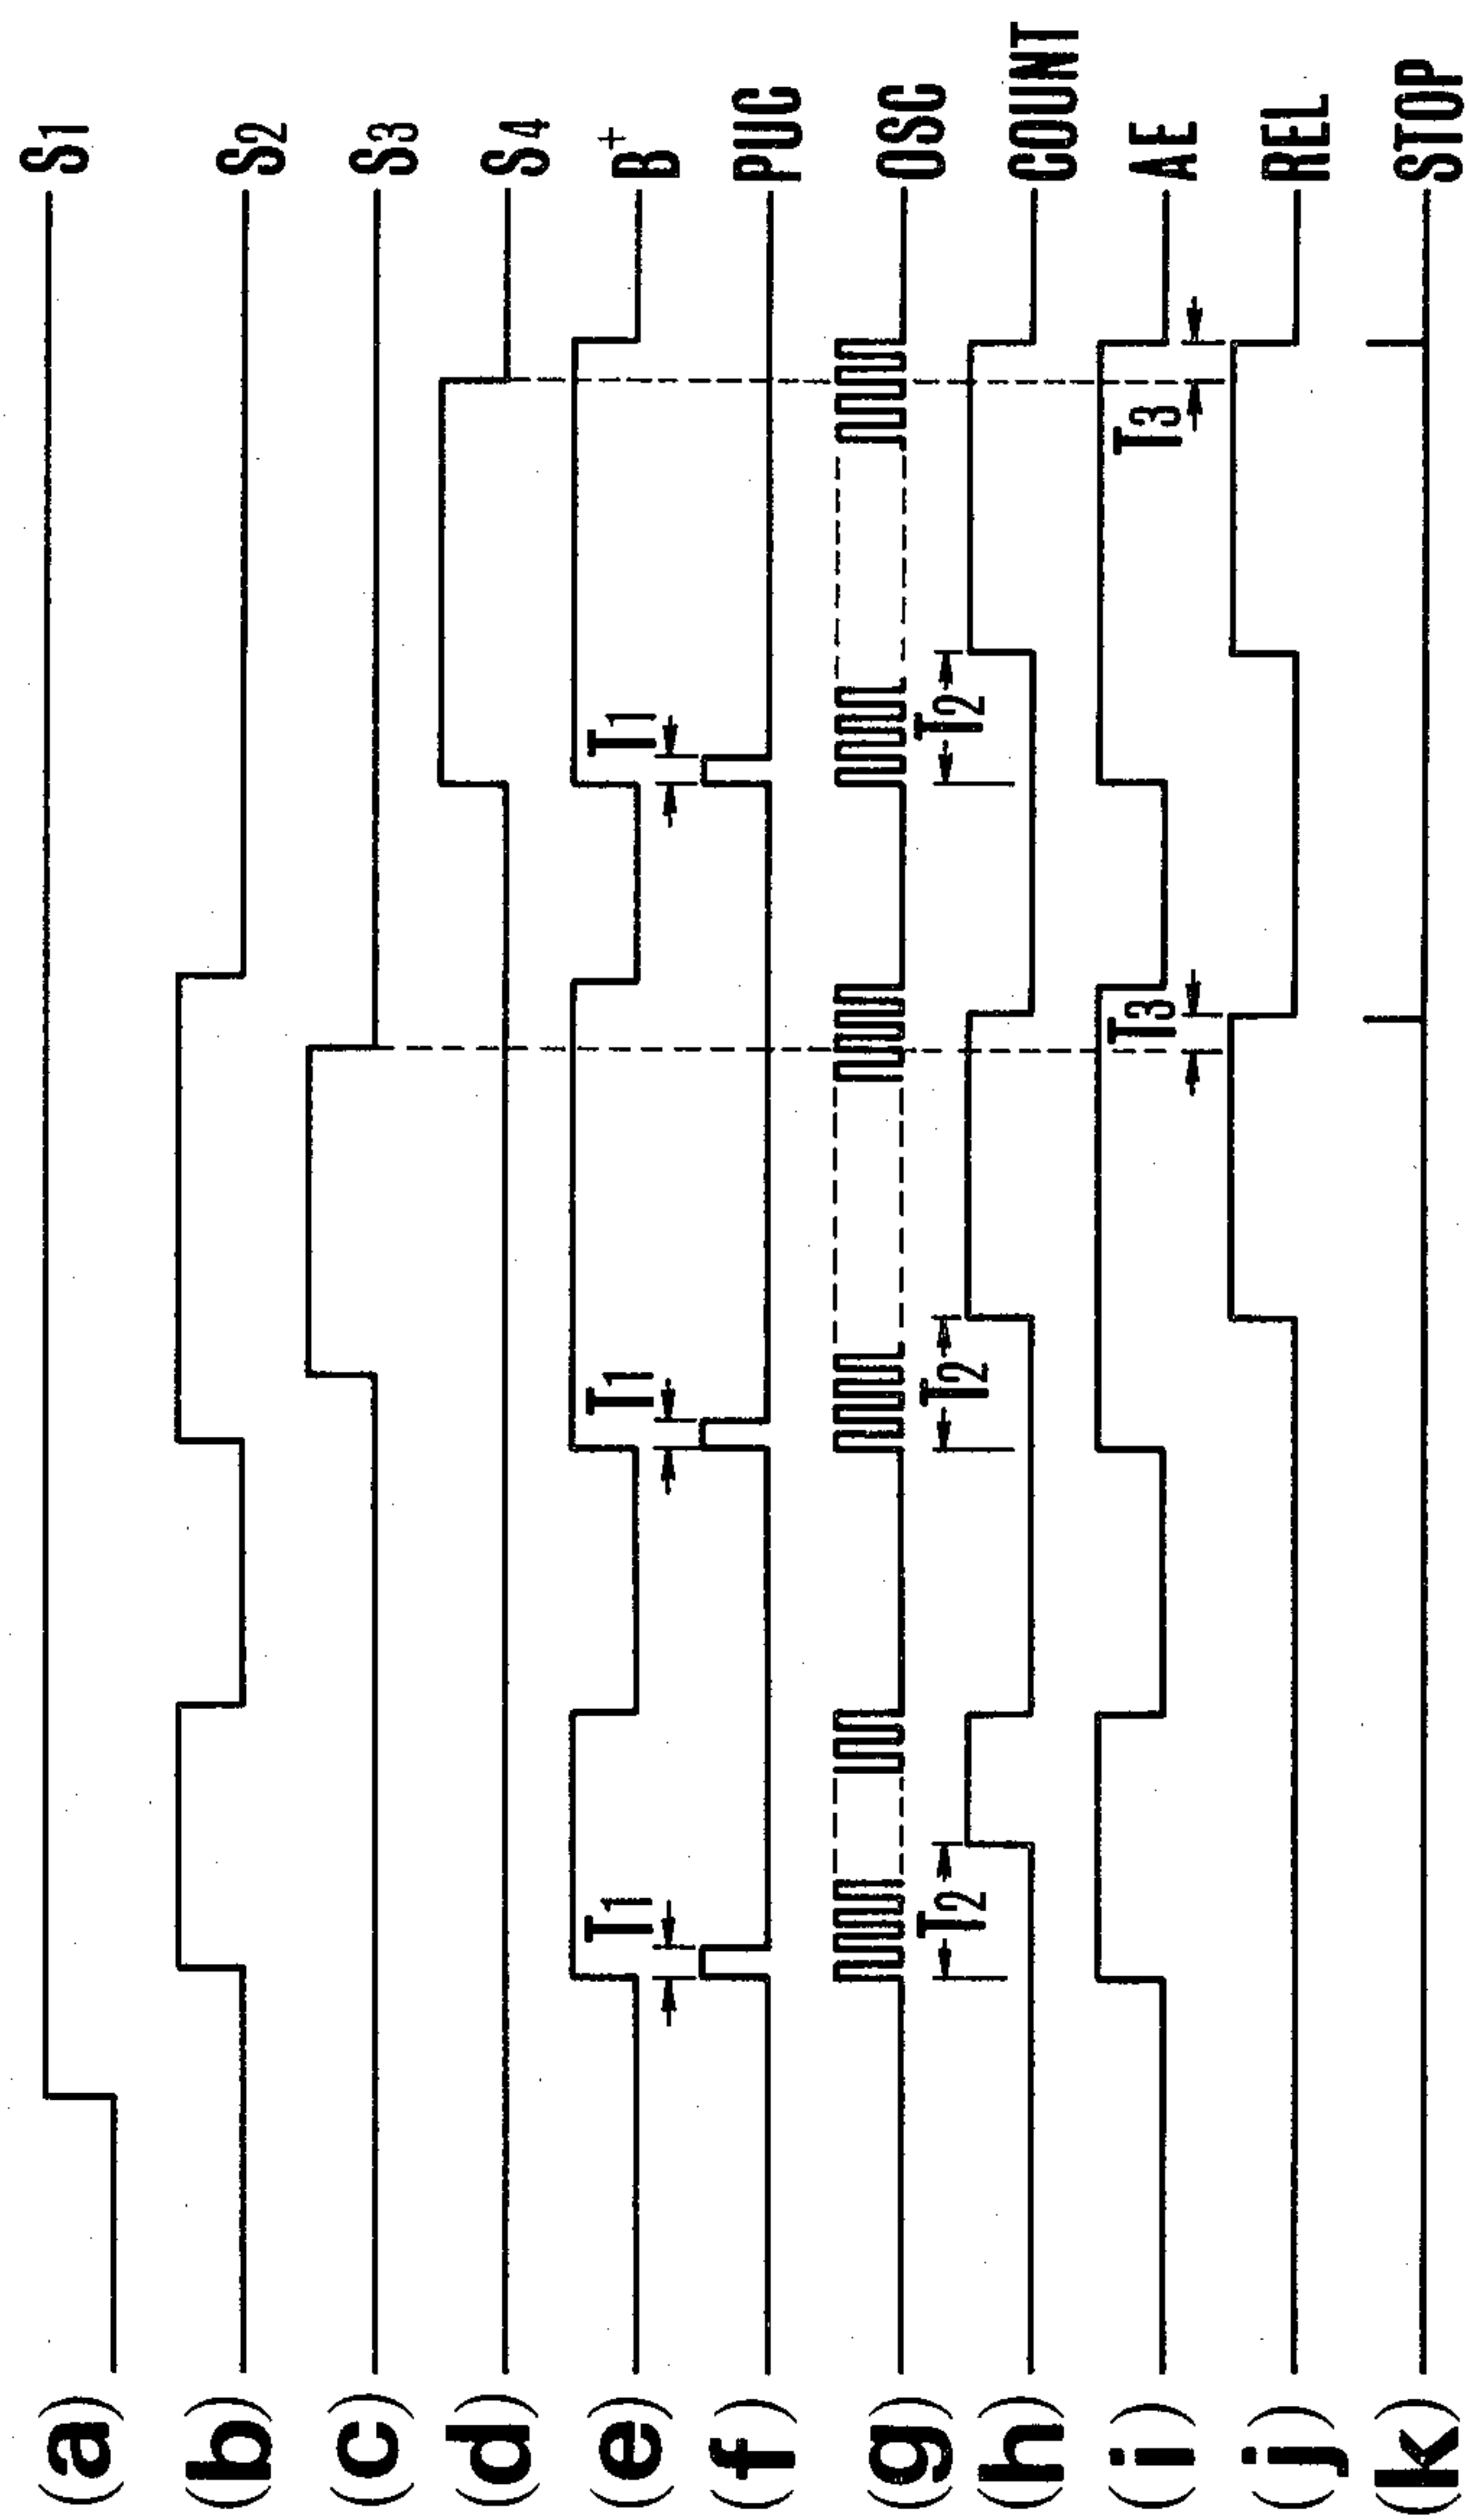 (a) S1
(b) S2
(c) S3
(d) S4
(e) B+
T1 T1 T1
(f) PUC
(g) OSC
T2 T2 T2
(h) COUNT
(i) AE
T3 T3
(j) REL
(k) STOP